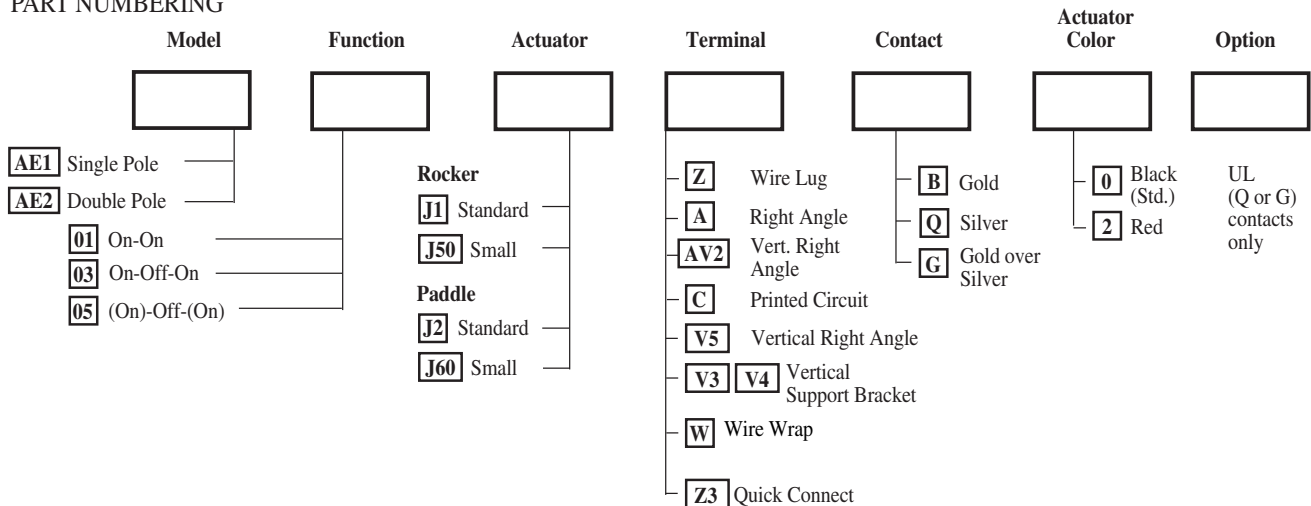 PART NUMBERING
Model
Function
Actuator
Terminal
Contact
Actuator
Color
Option
AE1 Single Pole
AE2 Double Pole
01 On-On
03 On-Off-On
05 (On)-Off-(On)
Rocker
J1 Standard
J50 Small
Paddle
J2 Standard
J60 Small
Z Wire Lug
A Right Angle
AV2 Vert. Right
Angle
C Printed Circuit
V5 Vertical Right Angle
V3 V4 Vertical
Support Bracket
W Wire Wrap
Z3 Quick Connect
B Gold
Q Silver
G Gold over
Silver
0 Black
(Std.)
2 Red
UL
(Q or G)
contacts
only